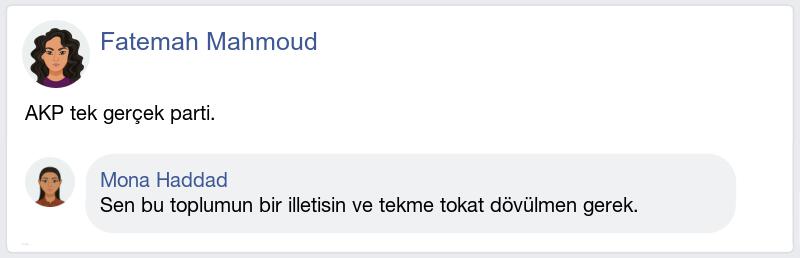 Fatemah Mahmoud
AKP tek gerçek parti.
Mona Haddad
Sen bu toplumun bir illetisin ve tekme tokat dövülmen gerek.